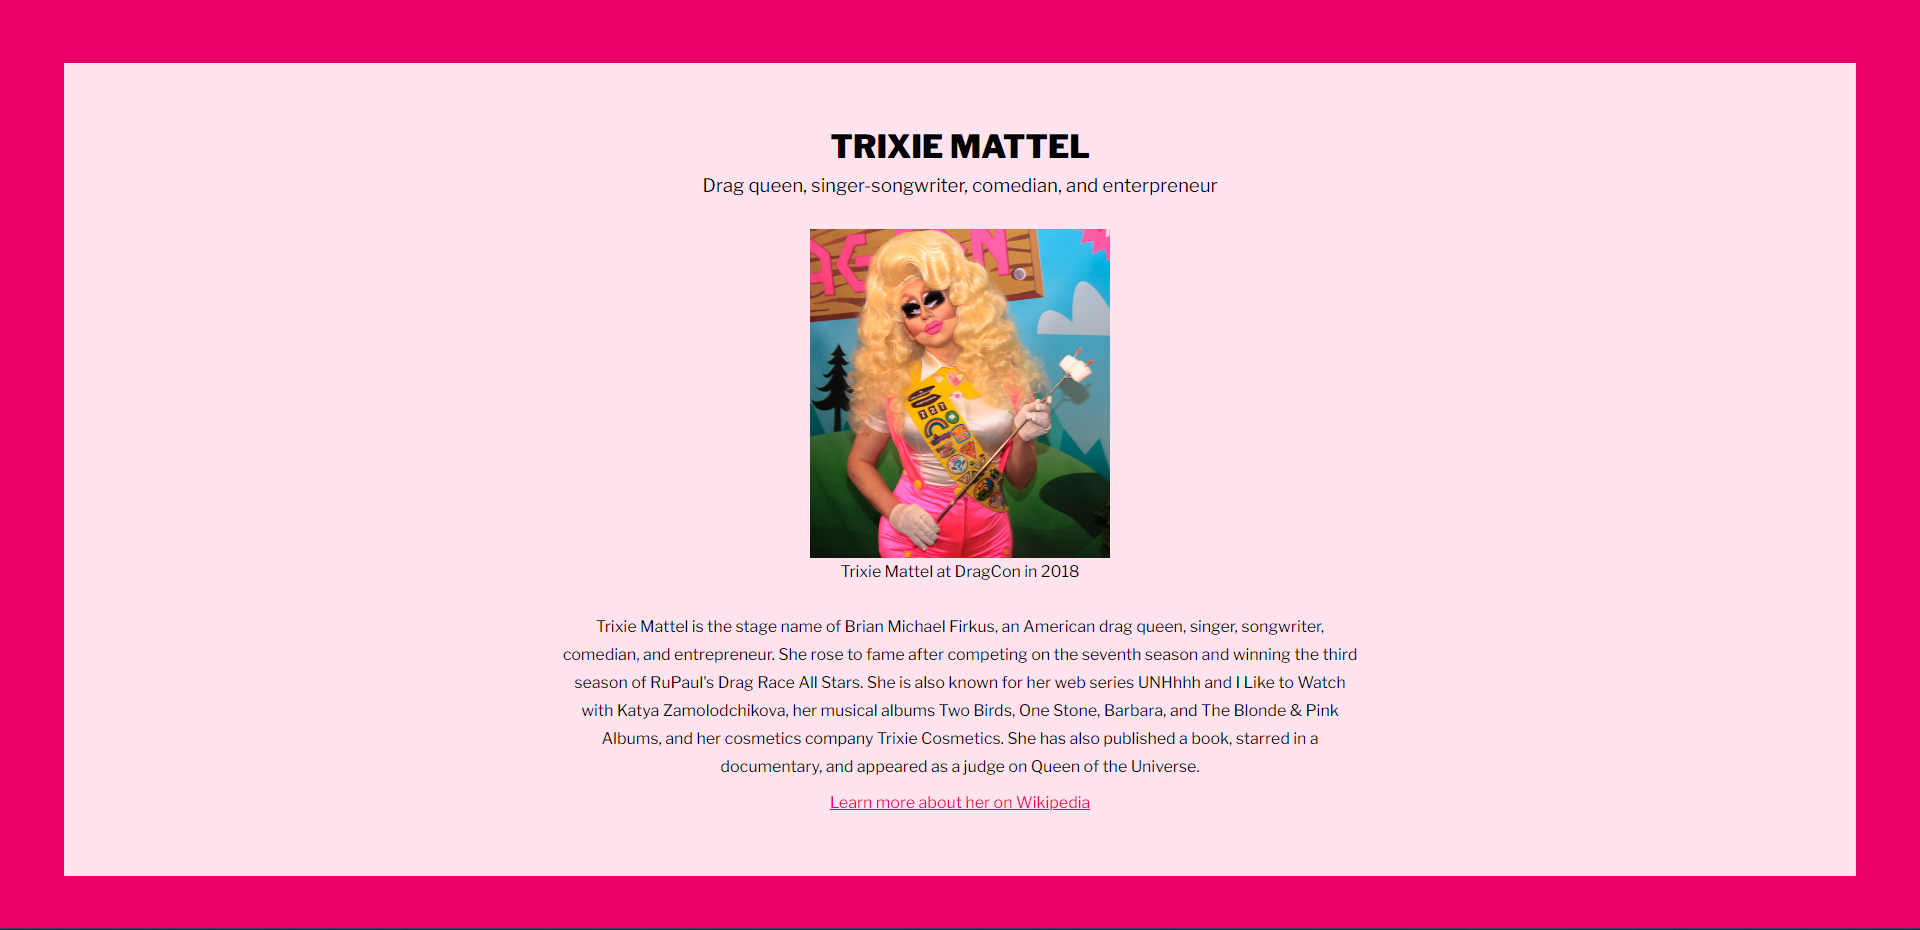 TRIXIE MATTEL
Drag queen, singer-songwriter, comedian, and enterpreneur
AGCON
727
Trixie Mattel at DragCon in 2018
Trixie Mattel is the stage name of Brian Michael Firkus, an American drag queen, singer, songwriter,
comedian, and entrepreneur. She rose to fame after competing on the seventh season and winning the third
season of RuPaul's Drag Race All Stars. She is also known for her web series UNHhhh and I Like to Watch
with Katya Zamolodchikova, her musical albums Two Birds, One Stone, Barbara, and The Blonde & Pink
Albums, and her cosmetics company Trixie Cosmetics. She has also published a book, starred in a
documentary, and appeared as a judge on Queen of the Universe.
Learn more about her on Wikipedia